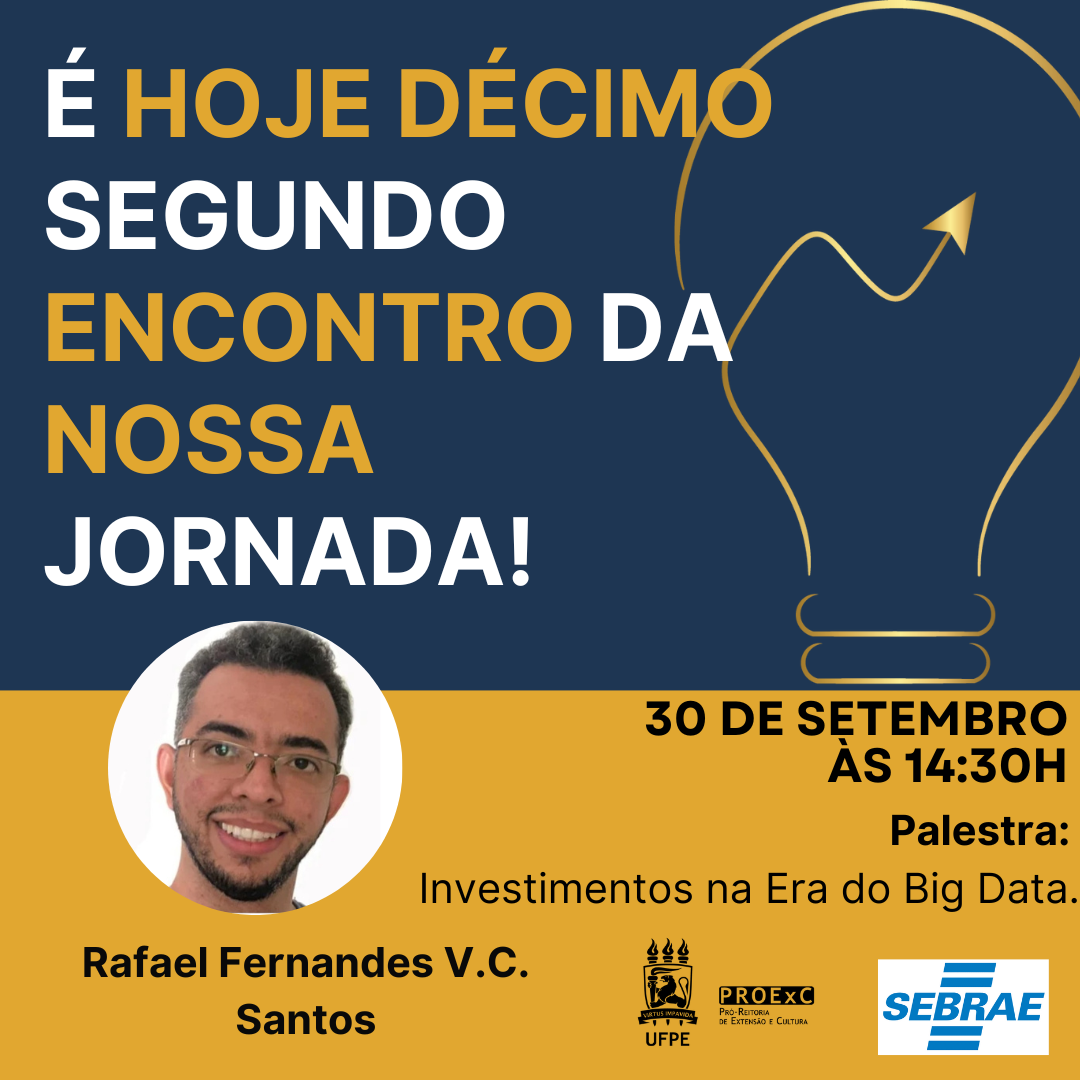 É HOJE DÉCIMO
SEGUNDO
ENCONTRO DA
NOSSA
JORNADA!
30 DE SETEMBRO
ÀS 14:30H
Palestra:
Investimentos na Era do Big Data.
Rafael Fernandes V.C.
Santos
VIRTUS IMPAVIDA
UFPE
PROExC
PRÓ-REITORIA
DE EXTENSÃO E CULTURA
SEBRAE